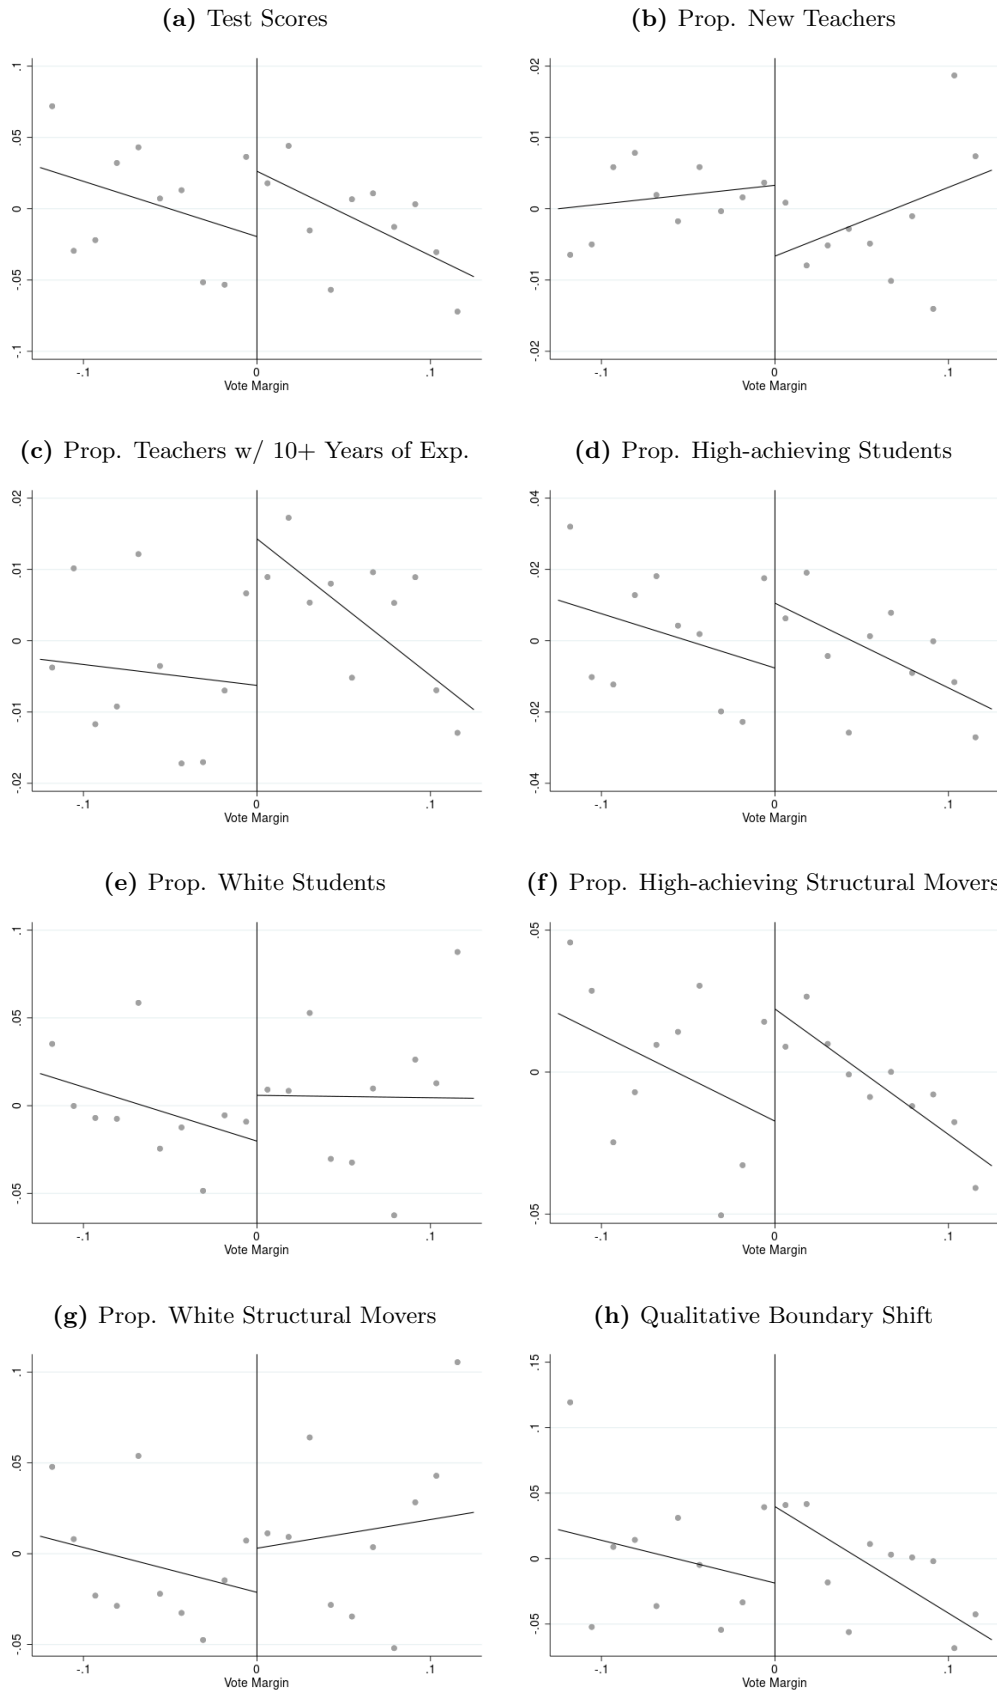 (a) Test Scores
.1
.05
0
-.05
-.1
-.1 0 .1
Vote Margin
(b) Prop. New Teachers
.02
.01
0
-.01
-.02
-.1 0 .1
Vote Margin
(c) Prop. Teachers w/ 10+ Years of Exp.
.02
.01
0
-.01
-.02
-.1 0 .1
Vote Margin
(d) Prop. High-achieving Students
.04
.02
0
-.02
-.04
-.1 0 .1
Vote Margin
(e) Prop. White Students
.1
.05
0
-.05
-.1 0 .1
Vote Margin
(f) Prop. High-achieving Structural Movers
.05
0
-.05
-.1 0 .1
Vote Margin
(g) Prop. White Structural Movers
.1
.05
0
-.05
-.1 0 .1
Vote Margin
(h) Qualitative Boundary Shift
.15
.1
.05
0
-.05
-.1 0 .1
Vote Margin